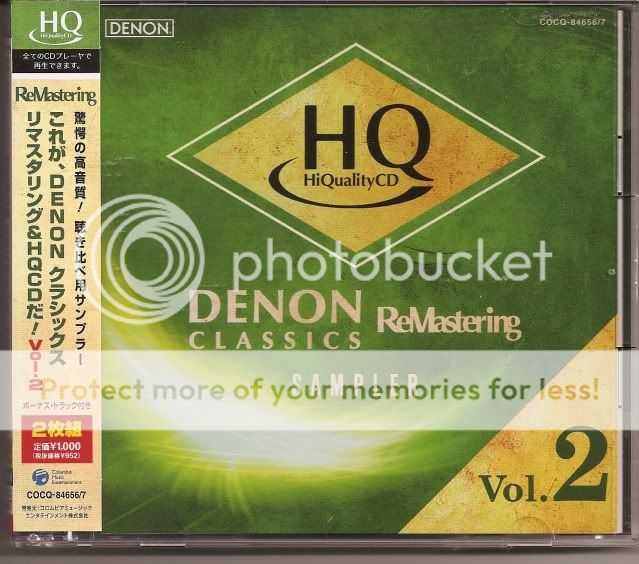 HQ
HiQualityCD
全てのCDプレーヤで
再生できます。
ReMastering
驚愕の高音質！ 聴き比べ用サンプラー
これが、DENON クラシックス
リマスタリング&HQCDだ！ Vol.2
ボーナス・トラック付き
2枚組
定価¥1,000
(税抜価格¥952)
Columbia
Music
Entertainment
COCQ-84656/7
発売元:コロムビアミュージック
エンタテインメント株式会社
DENON
COCQ-84656/7
HQ
HiQualityCD
photobucket
DENON
CLASSICS
ReMastering
SAMPLER
Protect more of your memories for less!
Vol.2